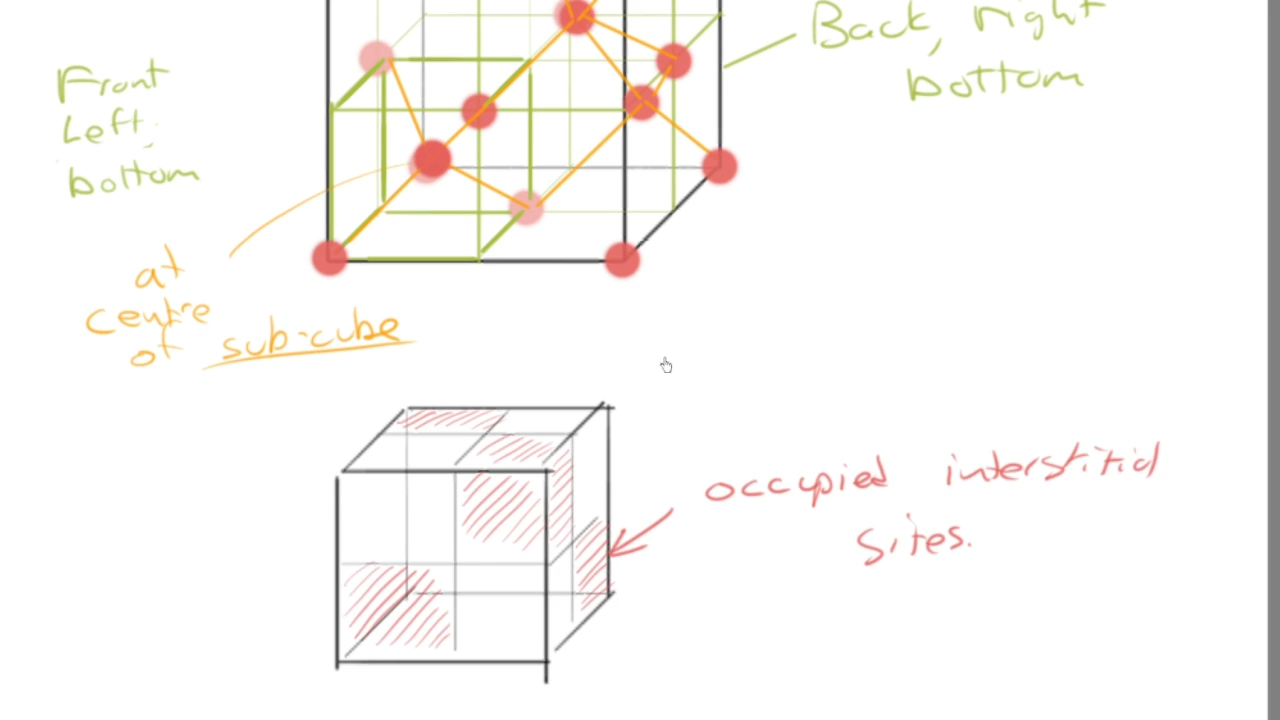 Back, right
bottom
Front
Left,
bottom
at
centre
of sub-cube
occupied interstitial
sites.